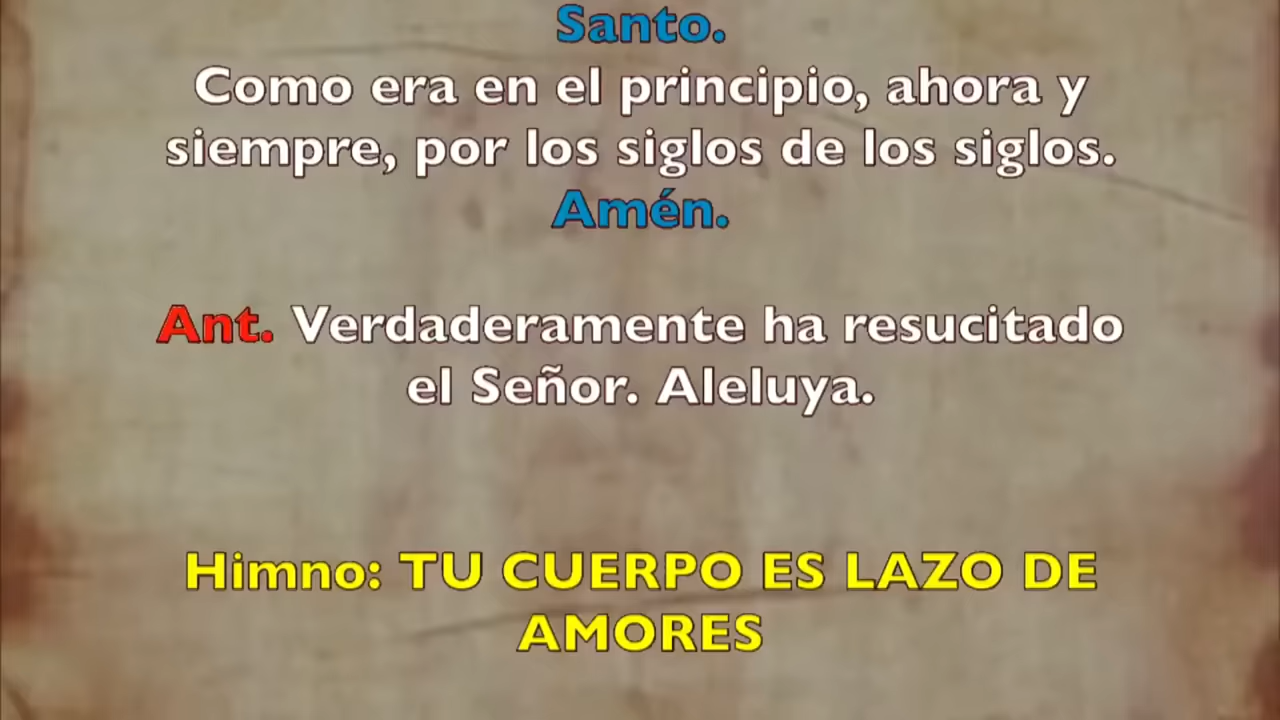 Santo.
Como era en el principio, ahora y
siempre, por los siglos de los siglos.
Amén.
Ant. Verdaderamente ha resucitado
el Señor. Aleluya.
Himno: TU CUERPO ES LAZO DE
AMORES